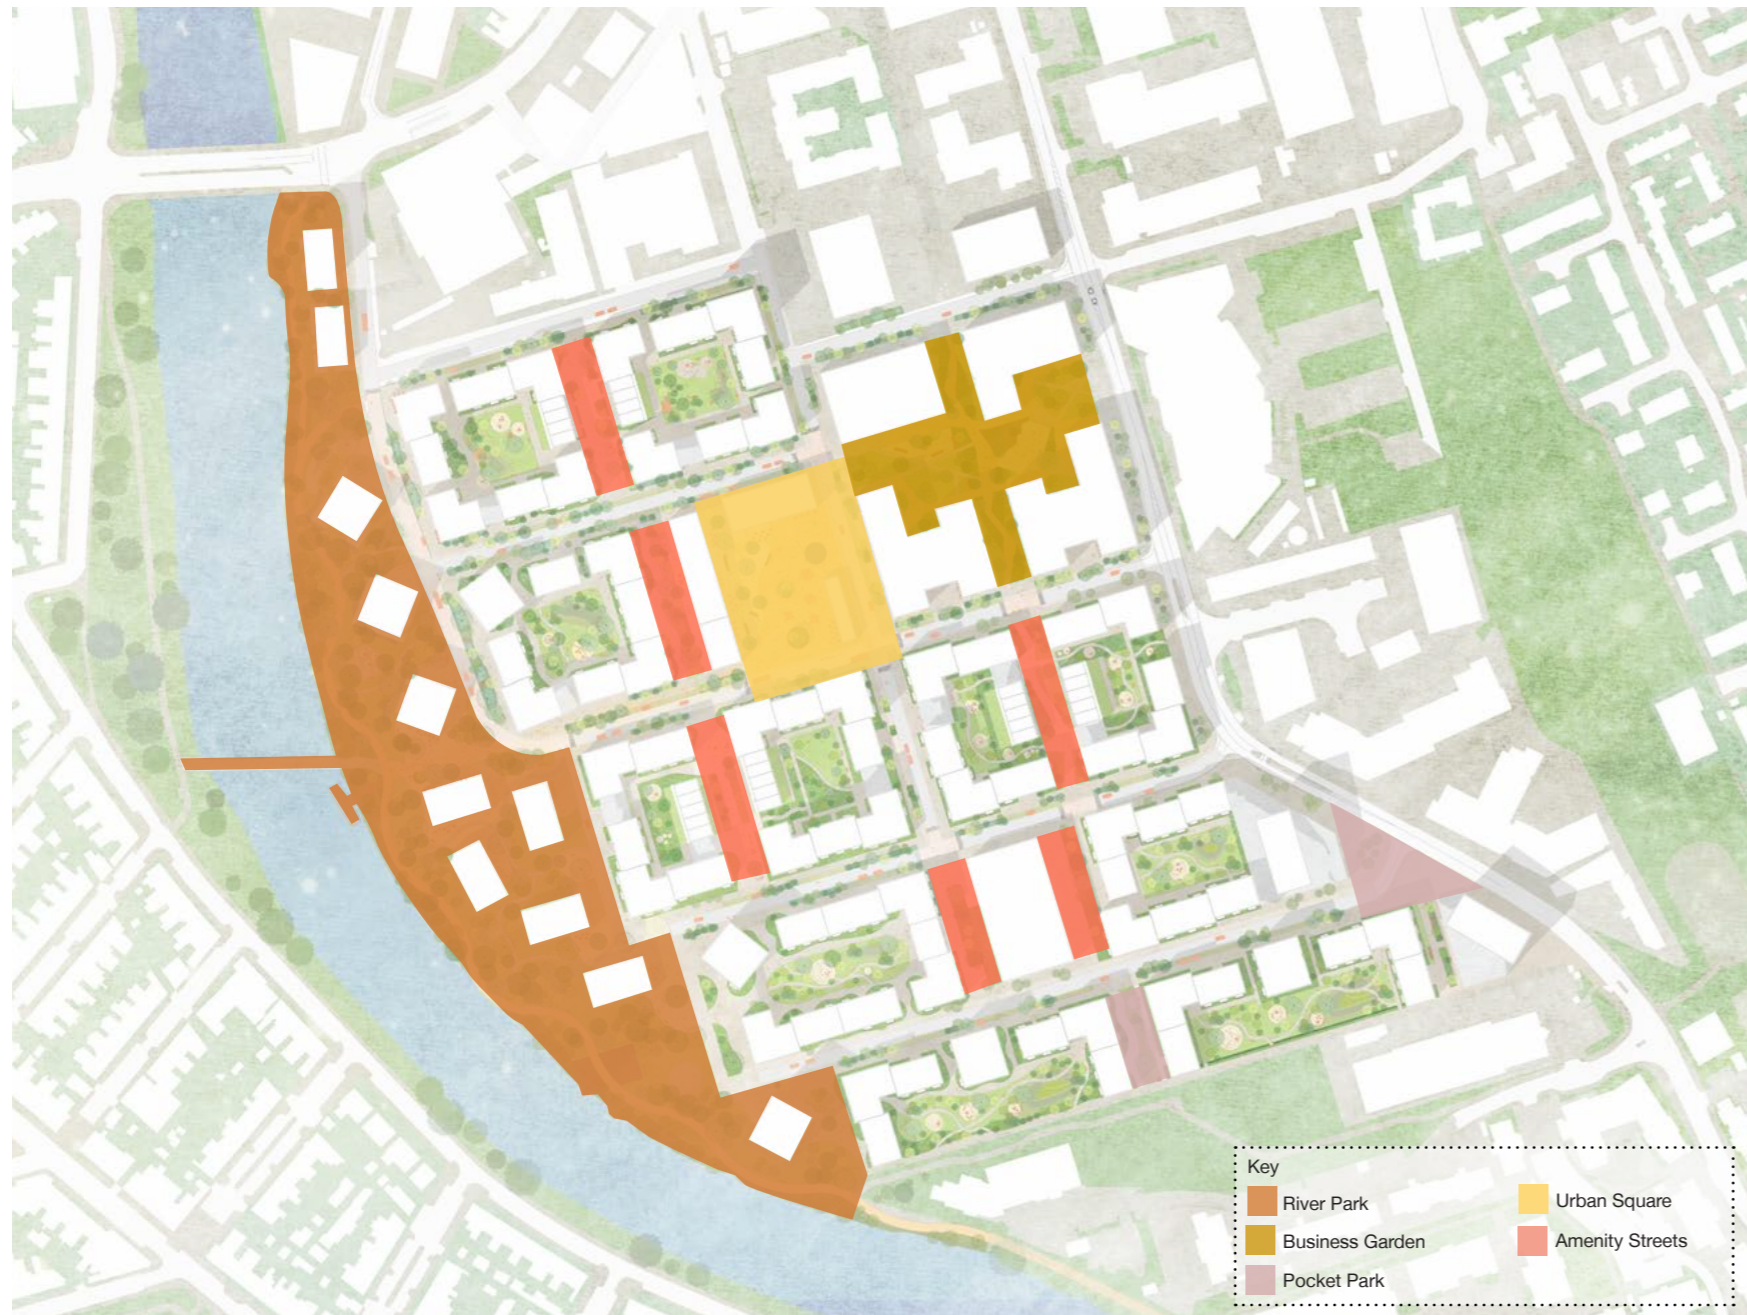 Key
River Park
Business Garden
Pocket Park
Urban Square
Amenity Streets